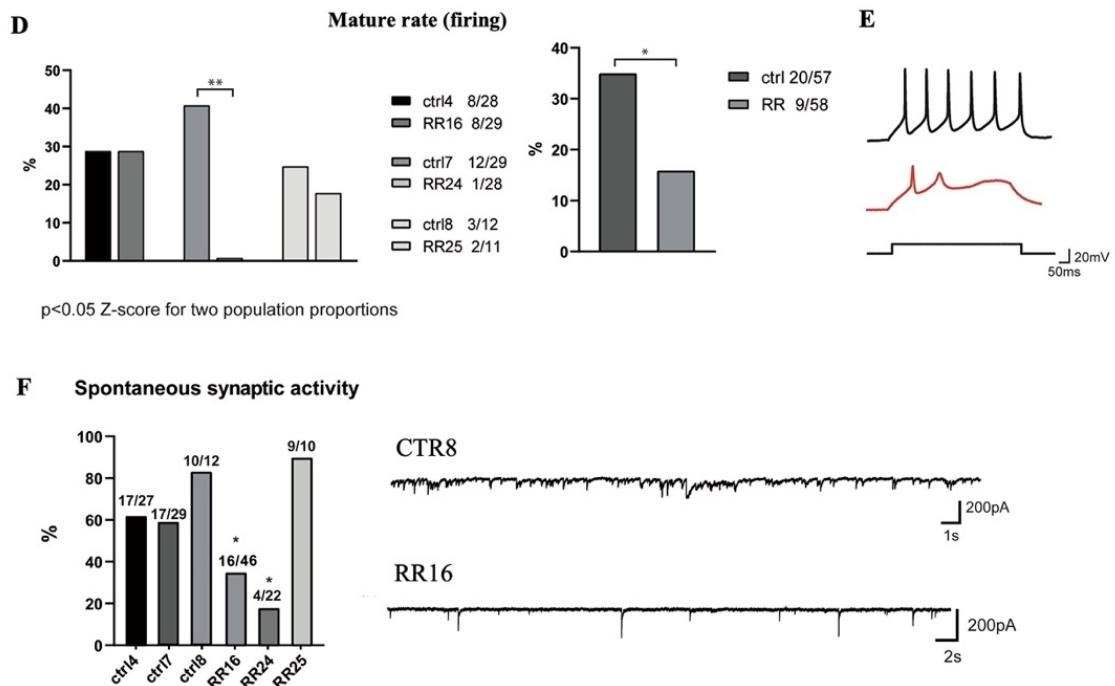 D
Mature rate (firing)
E
50
40
30
20
10
0
%
**
ctrl4 8/28
RR16 8/29
ctrl7 12/29
RR24 1/28
ctrl8 3/12
RR25 2/11
40
30
20
10
0
%
*
ctrl 20/57
RR 9/58
20mV
50ms
p<0.05 Z-score for two population proportions
F
Spontaneous synaptic activity
100
80
60
40
20
0
%
17/27
17/29
10/12
*
16/46
*
4/22
9/10
ctrl4
ctrl7
ctrl8
RR16
RR24
RR25
CTR8
200pA
1s
RR16
200pA
2s